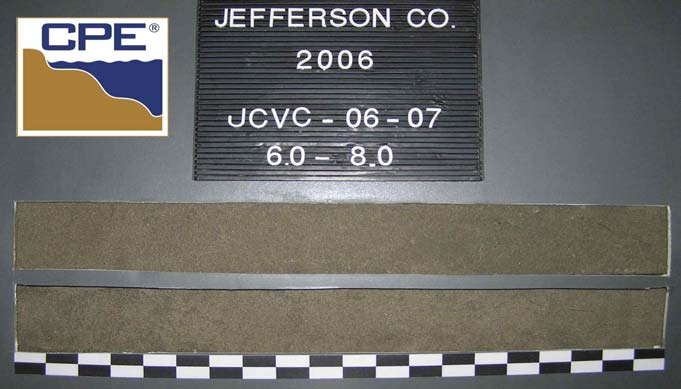 CPE®
JEFFERSON CO.
2006
JCVC - 06 - 07
6.0 - 8.0